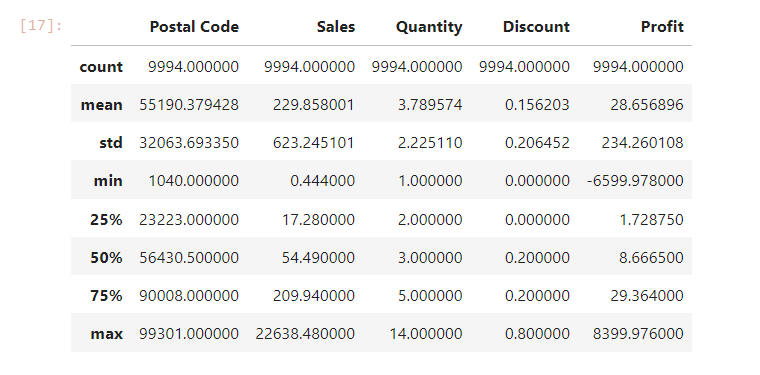 [17]: Postal Code Sales Quantity Discount Profit
count 9994.000000 9994.000000 9994.000000 9994.000000 9994.000000
mean 55190.379428 229.858001 3.789574 0.156203 28.656896
std 32063.693350 623.245101 2.225110 0.206452 234.260108
min 1040.000000 0.444000 1.000000 0.000000 -6599.978000
25% 23223.000000 17.280000 2.000000 0.000000 1.728750
50% 56430.500000 54.490000 3.000000 0.200000 8.666500
75% 90008.000000 209.940000 5.000000 0.200000 29.364000
max 99301.000000 22638.480000 14.000000 0.800000 8399.976000